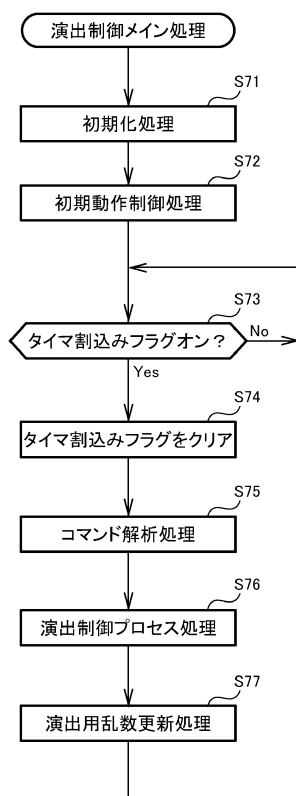 演出制御メイン処理
S71
初期化処理
S72
初期動作制御処理
S73
タイマ割込みフラグオン？
No
Yes
S74
タイマ割込みフラグをクリア
S75
コマンド解析処理
S76
演出制御プロセス処理
S77
演出用乱数更新処理